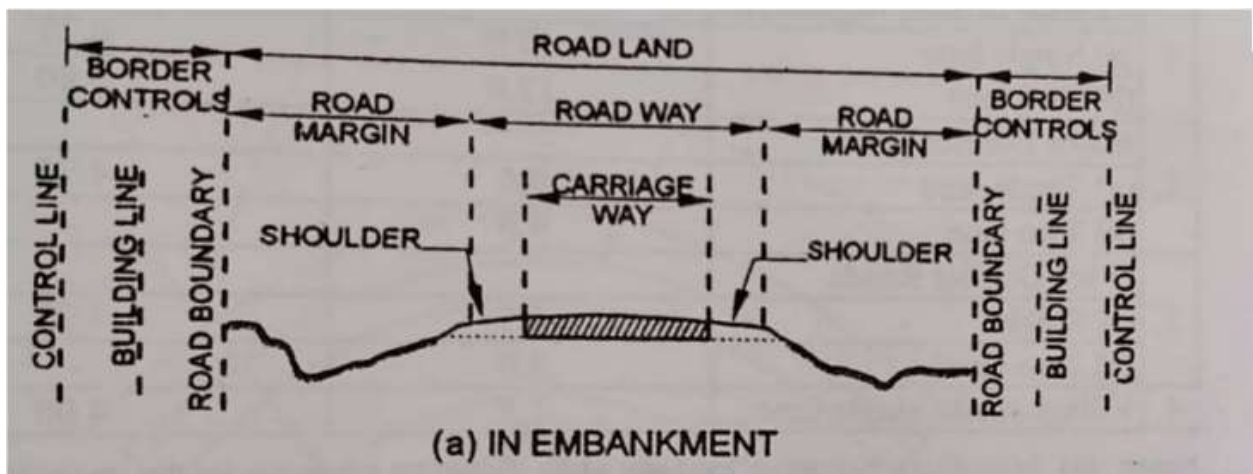 ROAD LAND
BORDER
CONTROLS
ROAD
MARGIN
ROAD WAY
ROAD
MARGIN
BORDER
CONTROLS
CARRIAGE
WAY
SHOULDER
SHOULDER
CONTROL LINE
BUILDING LINE
ROAD BOUNDARY
ROAD BOUNDARY
BUILDING LINE
CONTROL LINE
(a) IN EMBANKMENT